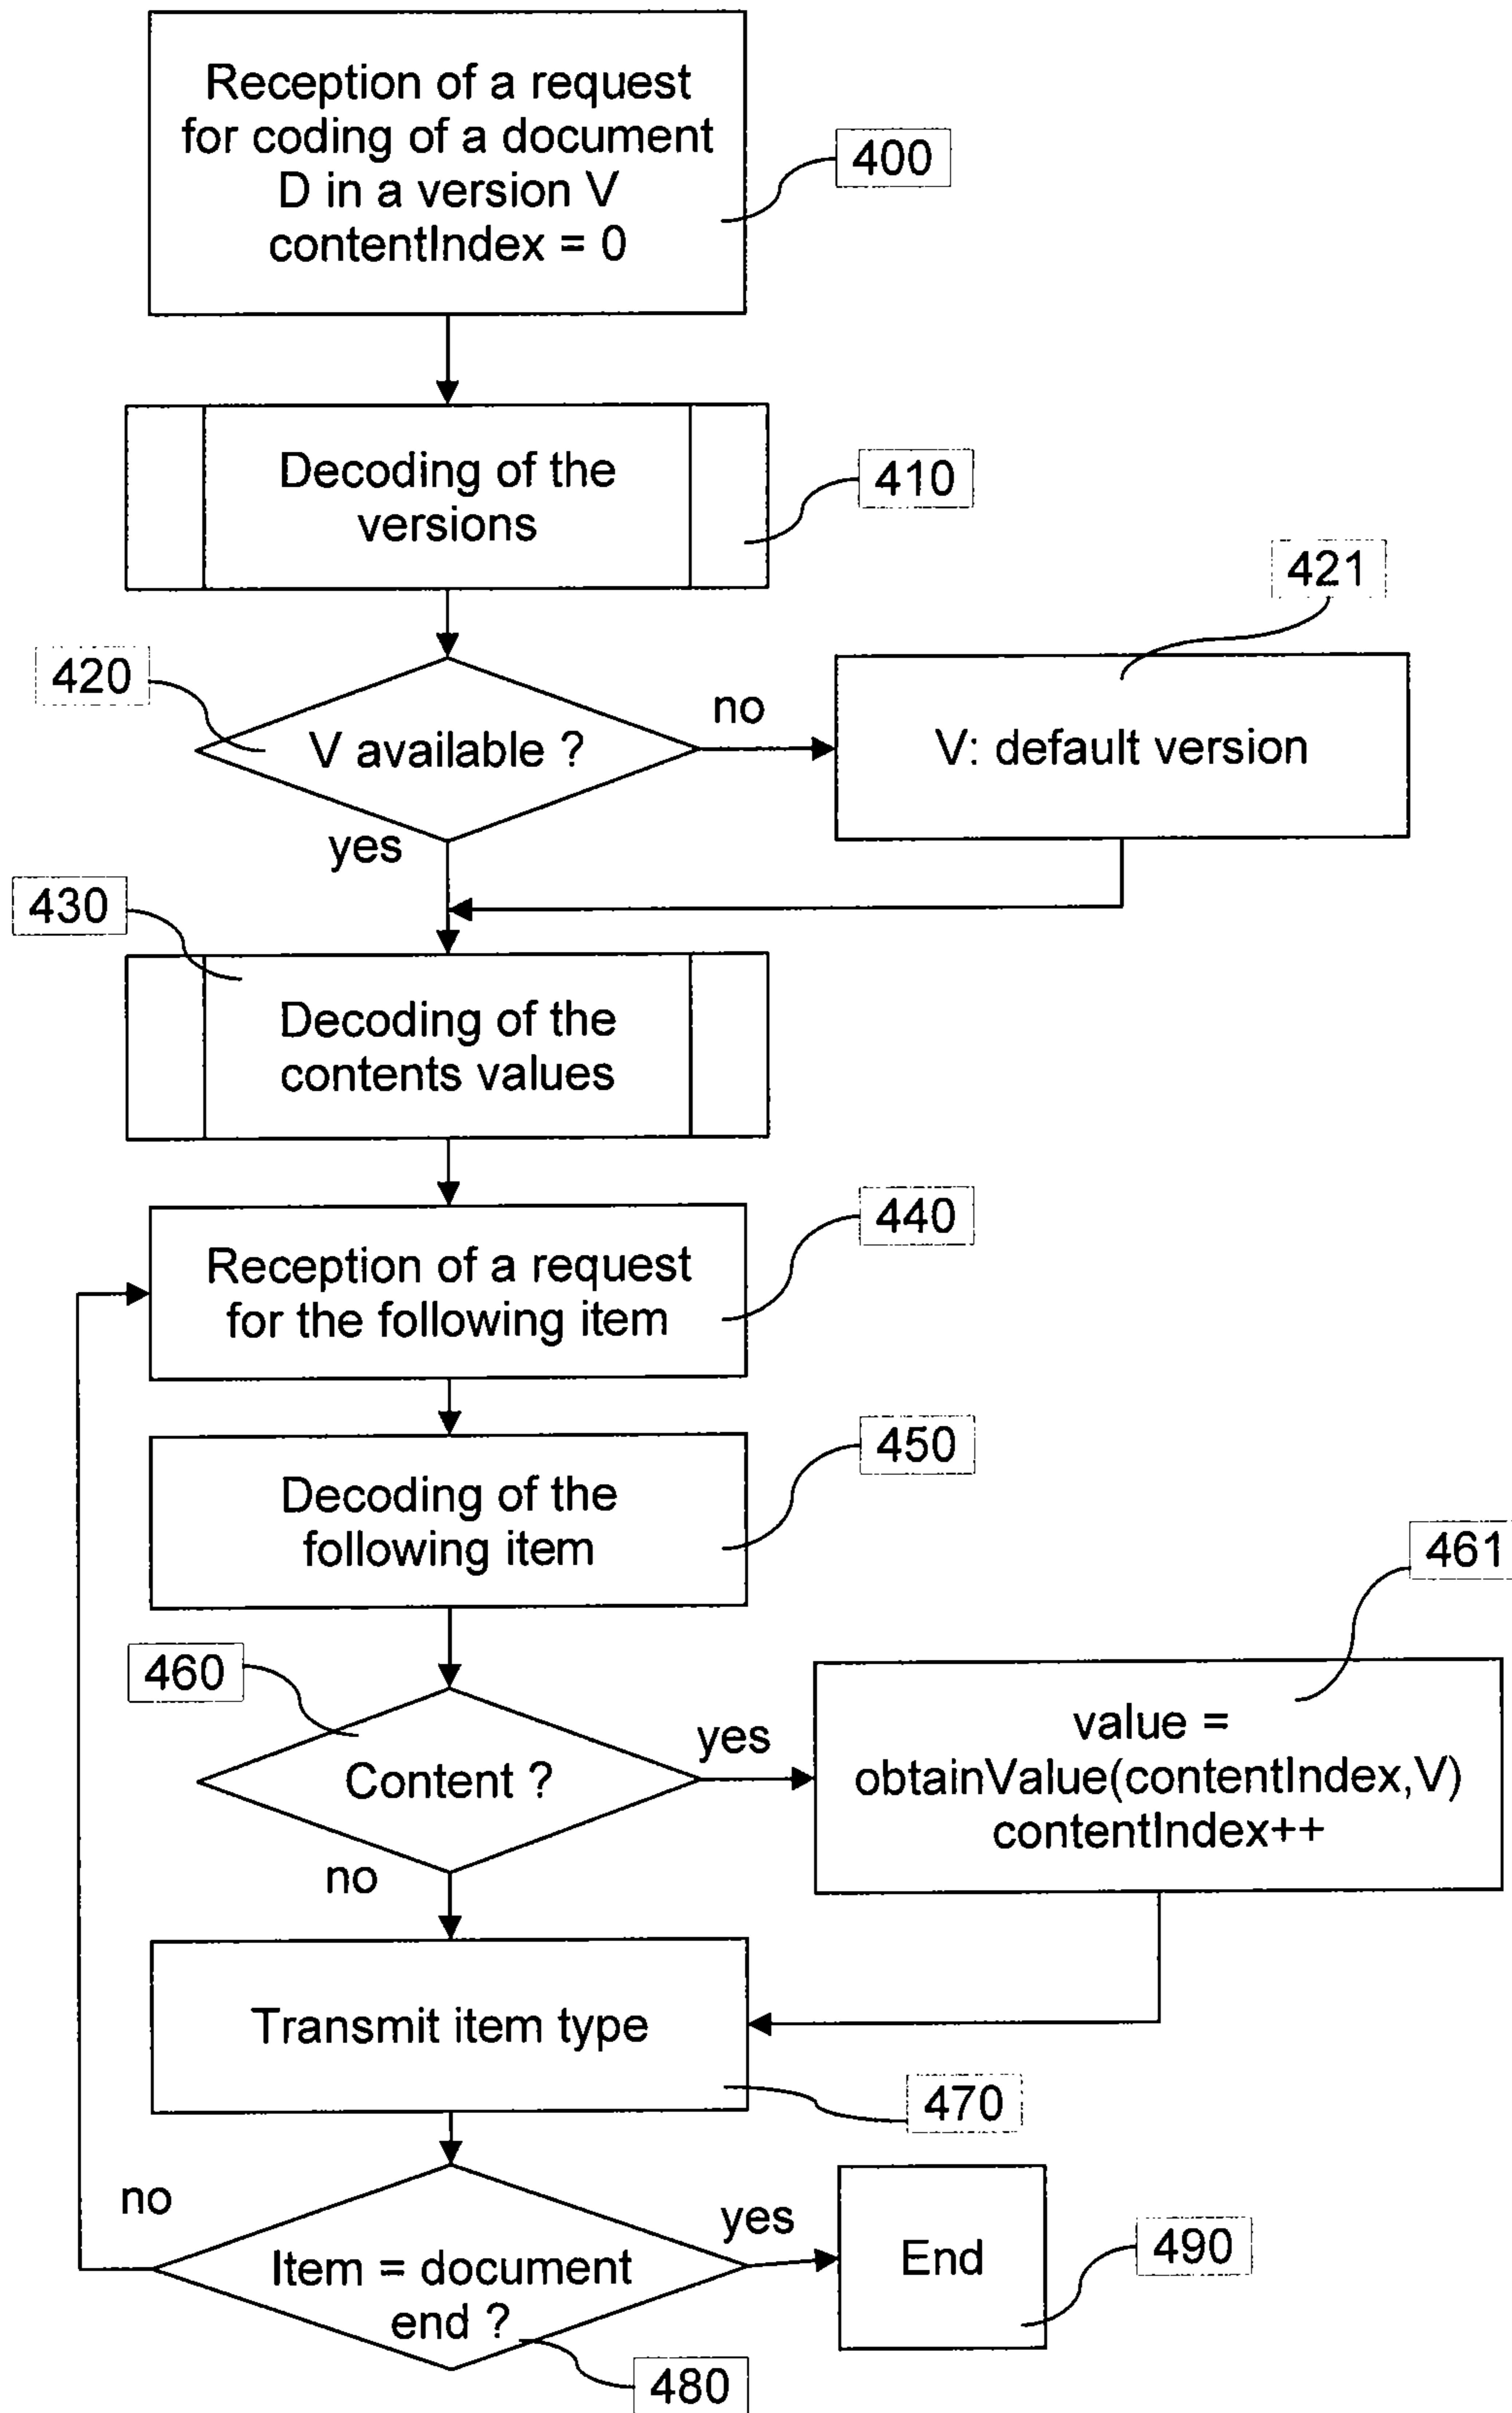 Reception of a request
for coding of a document
D in a version V
contentIndex = 0
400
Decoding of the
versions
410
421
420
V available ?
no
V: default version
yes
430
Decoding of the
contents values
440
Reception of a request
for the following item
450
Decoding of the
following item
461
460
Content ?
yes
value =
obtainValue(contentIndex,V)
contentIndex++
no
Transmit item type
470
no
Item = document
end ?
yes
End
490
480